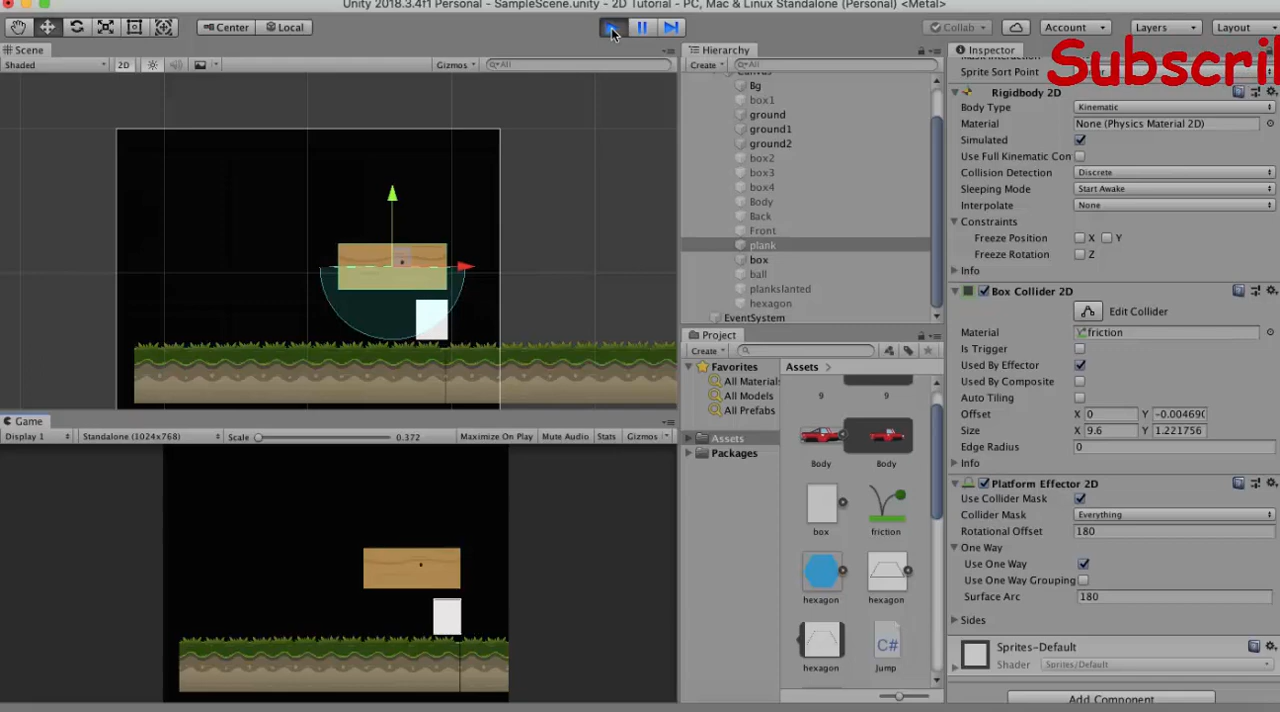 Unity 2018.3.4f1 Personal - SampleScene.unity - 2D Tutorial - PC, Mac & Linux Standalone (Personal) <Metal>
Center Local Collab Account Layers Layout
Scene
Shaded 2D Gizmos All
Hierarchy
Create All
Canvas
Bg
box1
ground
ground1
ground2
box2
box3
box4
Body
Back
Front
plank
box
ball
plankslanted
hexagon
EventSystem
Project
Create
Favorites
All Materials
All Models
All Prefabs
Assets
Packages
Assets
9 9
Body Body
box friction
hexagon hexagon
hexagon Jump
C#
Game
Display 1 Standalone (1024x768) Scale 0.372 Maximize On Play Mute Audio Stats Gizmos
Inspector
Subscri
Mask Interaction
Sprite Sort Point
Rigidbody 2D
Body Type Kinematic
Material None (Physics Material 2D)
Simulated
Use Full Kinematic Con
Collision Detection Discrete
Sleeping Mode Start Awake
Interpolate None
Constraints
Freeze Position X Y
Freeze Rotation Z
Info
Box Collider 2D
Edit Collider
Material friction
Is Trigger
Used By Effector
Used By Composite
Auto Tiling
Offset X 0 Y -0.004690
Size X 9.6 Y 1.221756
Edge Radius 0
Info
Platform Effector 2D
Use Collider Mask
Collider Mask Everything
Rotational Offset 180
One Way
Use One Way
Use One Way Grouping
Surface Arc 180
Sides
Sprites-Default
Shader Sprites/Default
Add Component